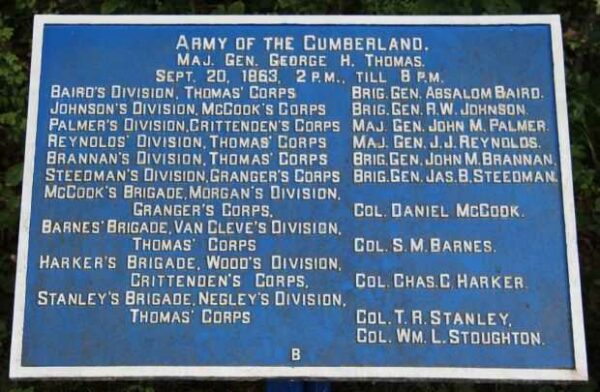 Army of the Cumberland.
Maj. Gen. George H. Thomas.
Sept. 20, 1863, 2 P.M., till 8 P.M.
Baird's Division, Thomas' Corps Brig. Gen. Absalom Baird.
Johnson's Division, McCook's Corps Brig. Gen. R.W. Johnson.
Palmer's Division, Crittenden's Corps Maj. Gen. John M. Palmer.
Reynolds' Division, Thomas' Corps Maj. Gen. J.J. Reynolds.
Brannan's Division, Thomas' Corps Brig. Gen. John M. Brannan.
Steedman's Division, Granger's Corps Brig. Gen. Jas. B. Steedman.
McCook's Brigade, Morgan's Division,
Granger's Corps, Col. Daniel McCook.
Barnes' Brigade, Van Cleve's Division,
Thomas' Corps Col. S.M. Barnes.
Harker's Brigade, Wood's Division,
Crittenden's Corps, Col. Chas. C. Harker.
Stanley's Brigade, Negley's Division,
Thomas' Corps Col. T.R. Stanley,
Col. Wm. L. Stoughton.
B